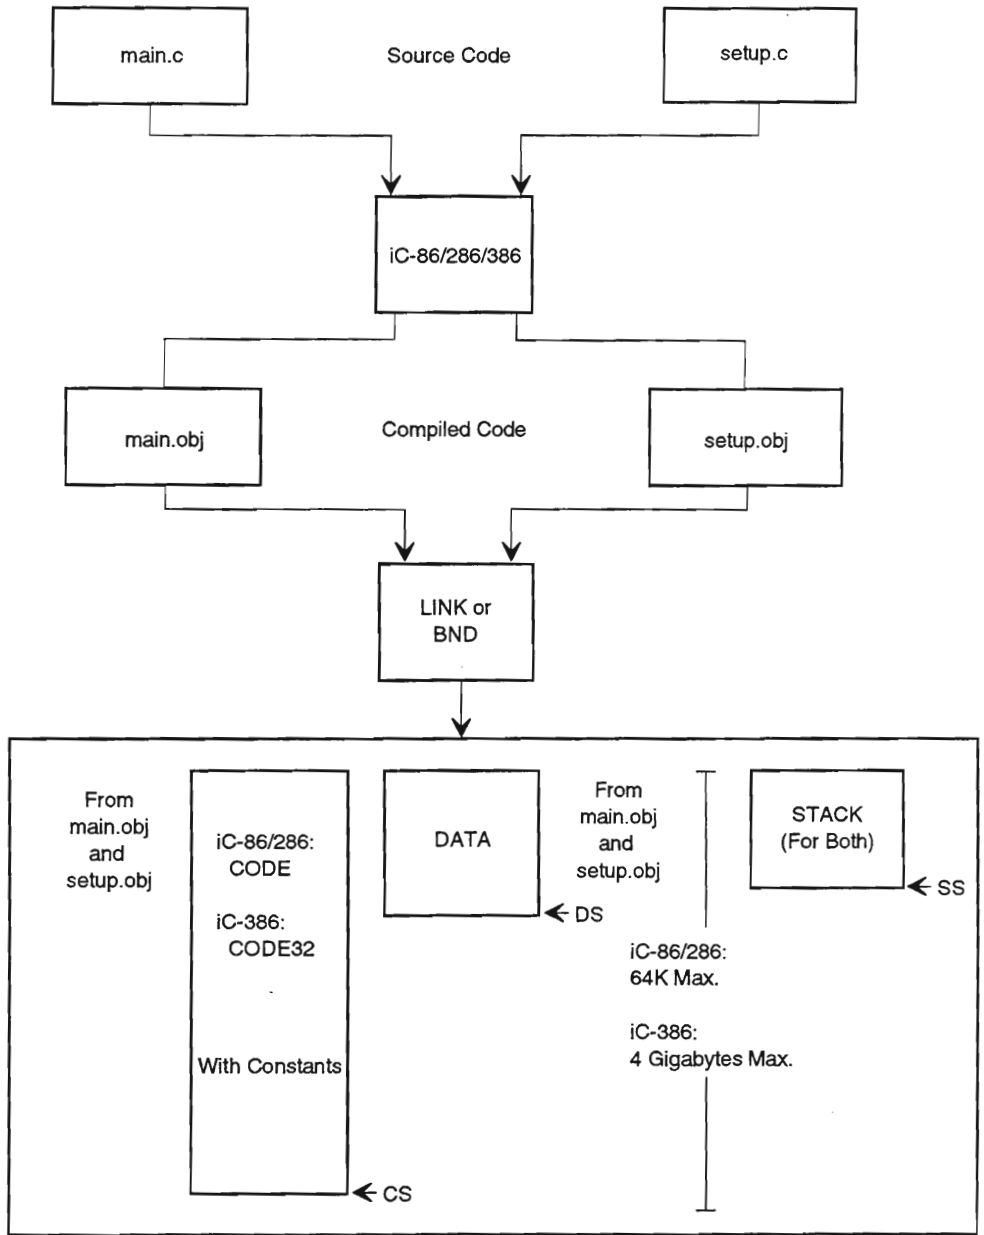 main.c
Source Code
setup.c
iC-86/286/386
main.obj
Compiled Code
setup.obj
LINK or
BND
From
main.obj
and
setup.obj
iC-86/286:
CODE
iC-386:
CODE32
With Constants
CS
DATA
DS
From
main.obj
and
setup.obj
iC-86/286:
64K Max.
iC-386:
4 Gigabytes Max.
STACK
(For Both)
SS